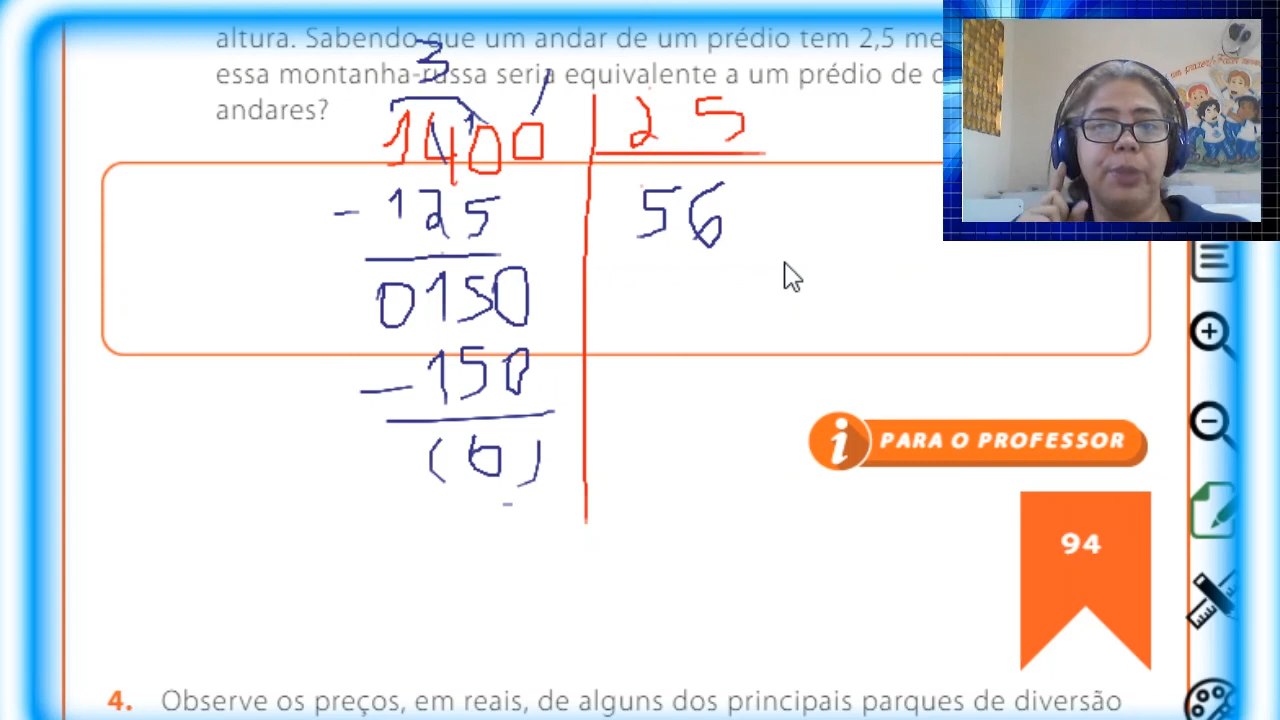 altura. Sabendo que um andar de um prédio tem 2,5 me
essa montanha-russa seria equivalente a um prédio de
andares?
3
1400 25
- 125 56
0150
- 150
(0)
i PARA O PROFESSOR
94
4. Observe os preços, em reais, de alguns dos principais parques de diversão